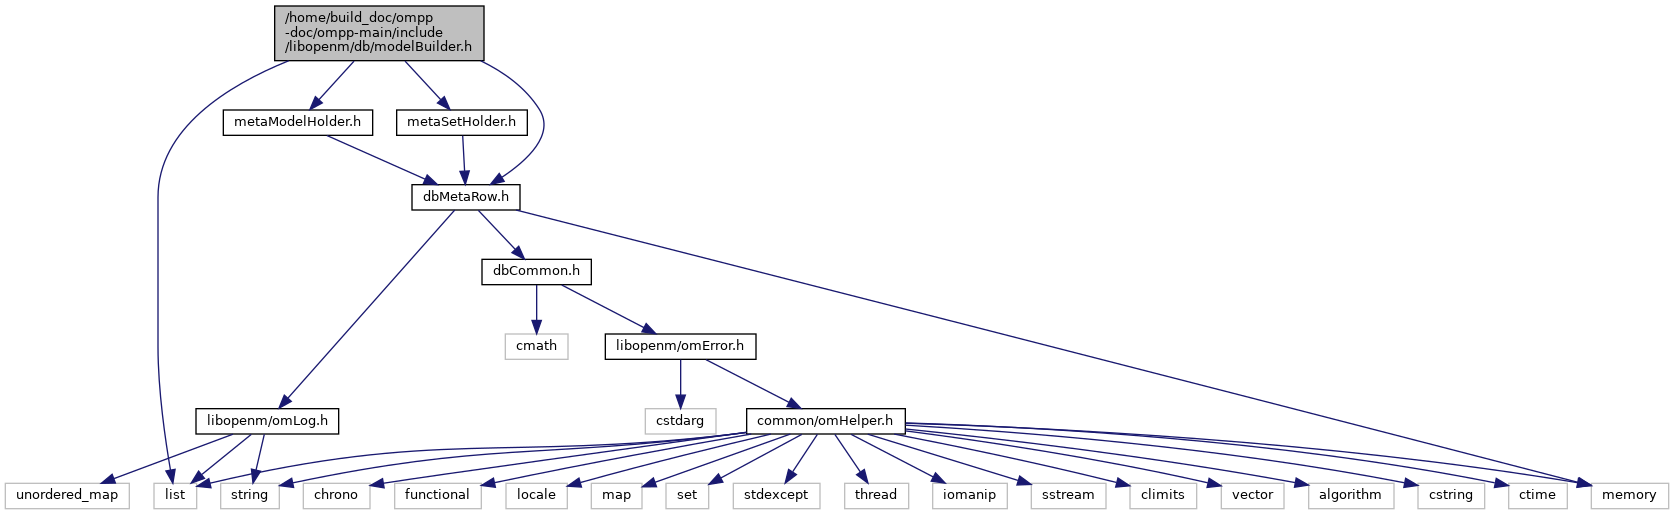 /home/build_doc/ompp
-doc/ompp-main/include
/libopenm/db/modelBuilder.h
metaModelHolder.h
metaSetHolder.h
dbMetaRow.h
dbCommon.h
cmath
libopenm/omError.h
libopenm/omLog.h
cstdarg
common/omHelper.h
unordered_map
list
string
chrono
functional
locale
map
set
stdexcept
thread
iomanip
sstream
climits
vector
algorithm
cstring
ctime
memory